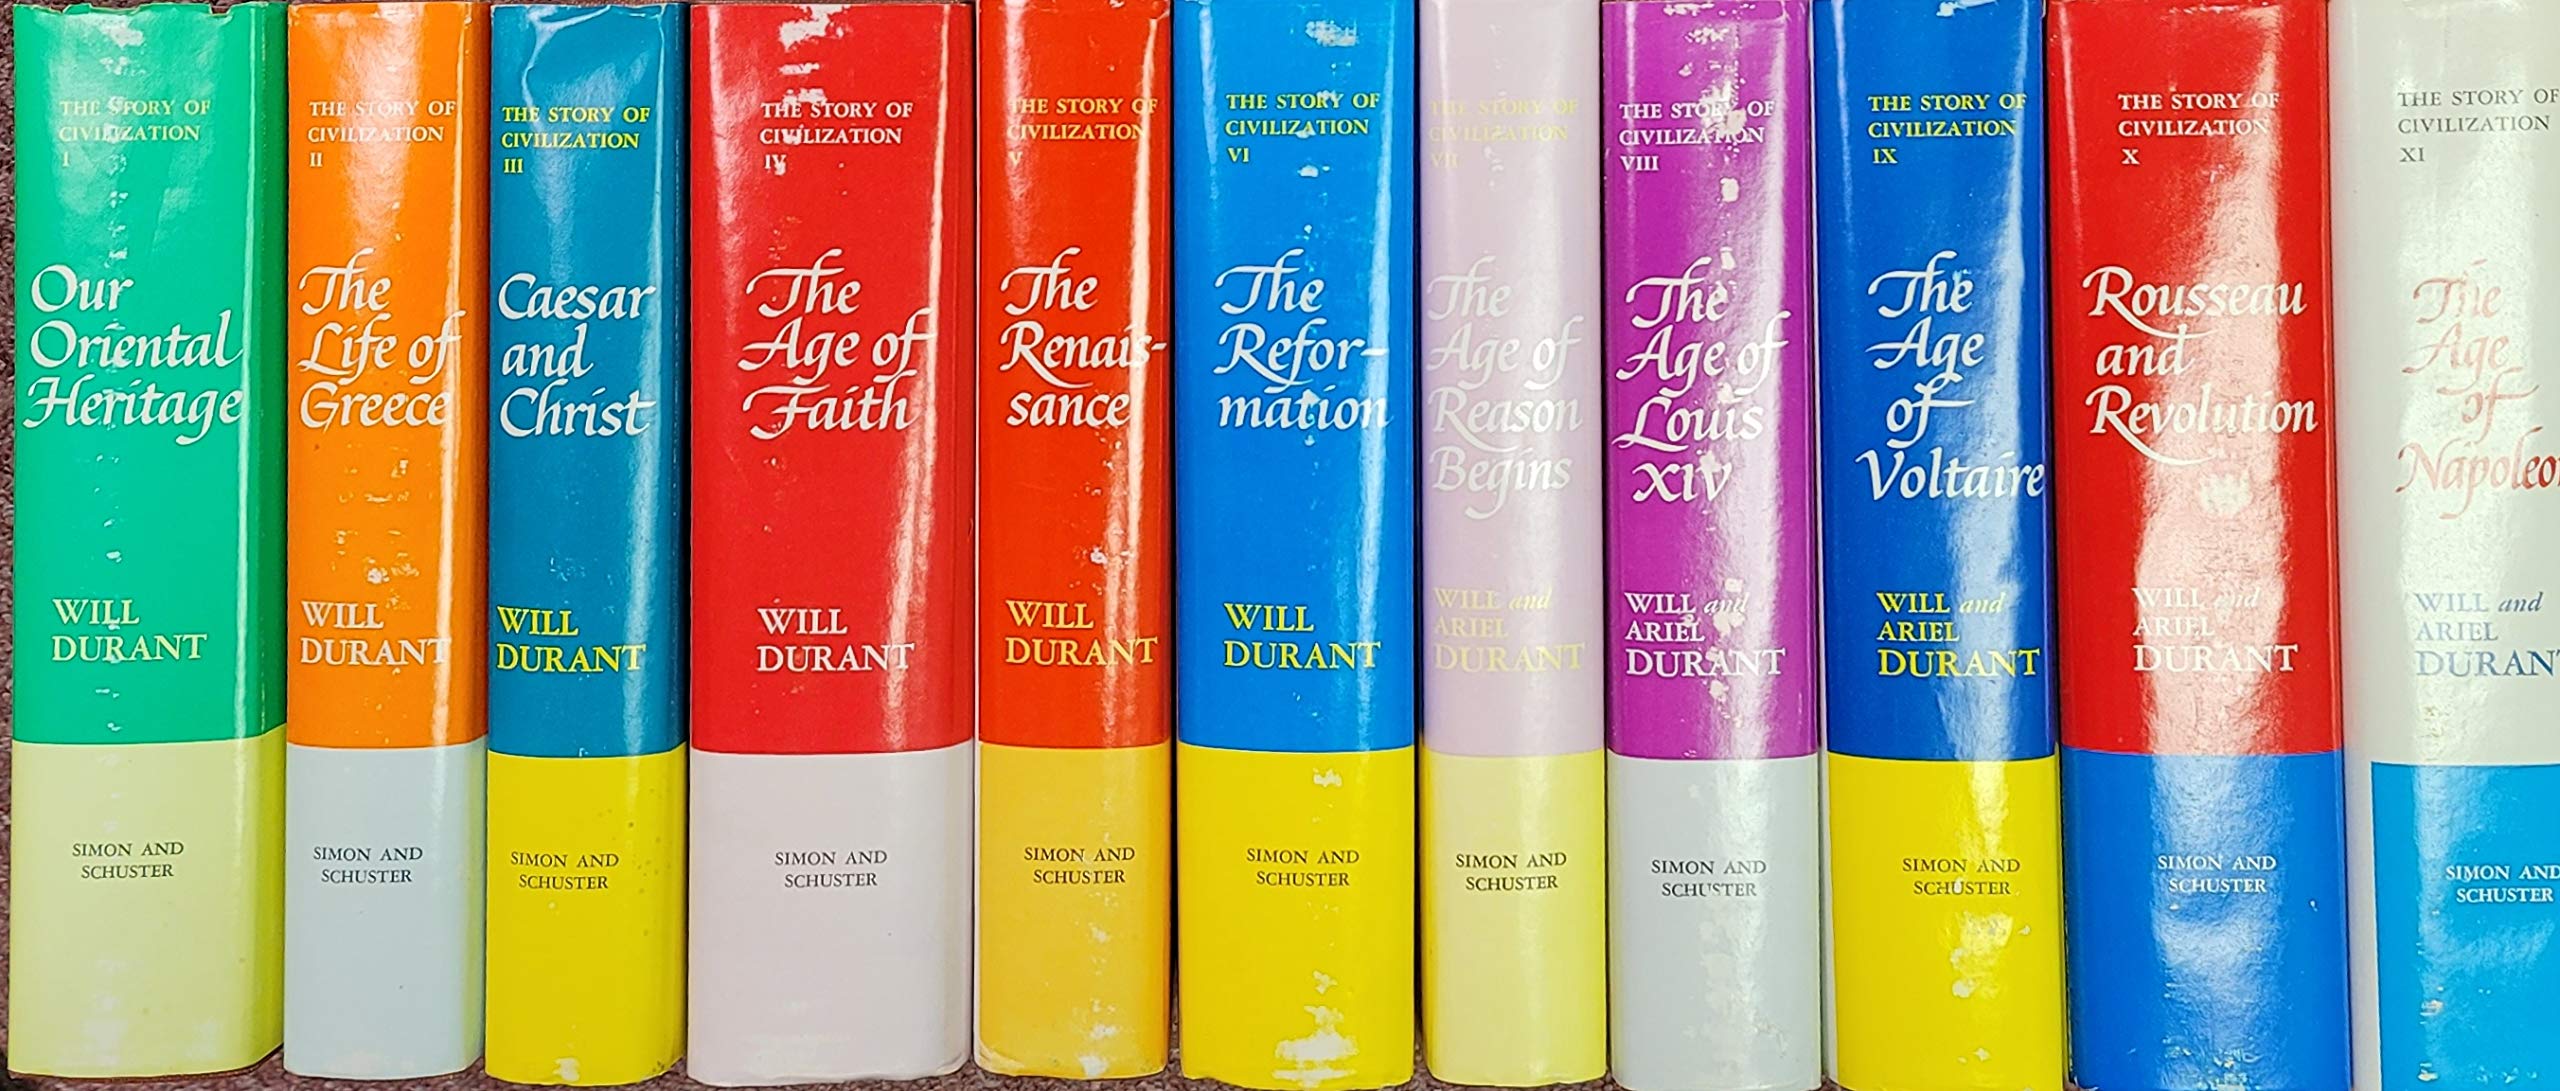 THE STORY OF
CIVILIZATION
I
Our
Oriental
Heritage
WILL
DURANT
SIMON AND
SCHUSTER
THE STORY OF
CIVILIZATION
II
The
Life of
Greece
WILL
DURANT
SIMON AND
SCHUSTER
THE STORY OF
CIVILIZATION
III
Caesar
and
Christ
WILL
DURANT
SIMON AND
SCHUSTER
THE STORY OF
CIVILIZATION
IV
The
Age of
Faith
WILL
DURANT
SIMON AND
SCHUSTER
THE STORY OF
CIVILIZATION
V
The
Renais-
sance
WILL
DURANT
SIMON AND
SCHUSTER
THE STORY OF
CIVILIZATION
VI
The
Refor-
mation
WILL
DURANT
SIMON AND
SCHUSTER
THE STORY OF
CIVILIZATION
VII
The
Age of
Reason
Begins
WILL and
ARIEL
DURANT
SIMON AND
SCHUSTER
THE STORY OF
CIVILIZATION
VIII
The
Age of
Louis
XIV
WILL and
ARIEL
DURANT
SIMON AND
SCHUSTER
THE STORY OF
CIVILIZATION
IX
The
Age
of
Voltaire
WILL and
ARIEL
DURANT
SIMON AND
SCHUSTER
THE STORY OF
CIVILIZATION
X
Rousseau
and
Revolution
WILL and
ARIEL
DURANT
SIMON AND
SCHUSTER
THE STORY OF
CIVILIZATION
XI
The
Age
of
Napoleon
WILL and
ARIEL
DURANT
SIMON AND
SCHUSTER